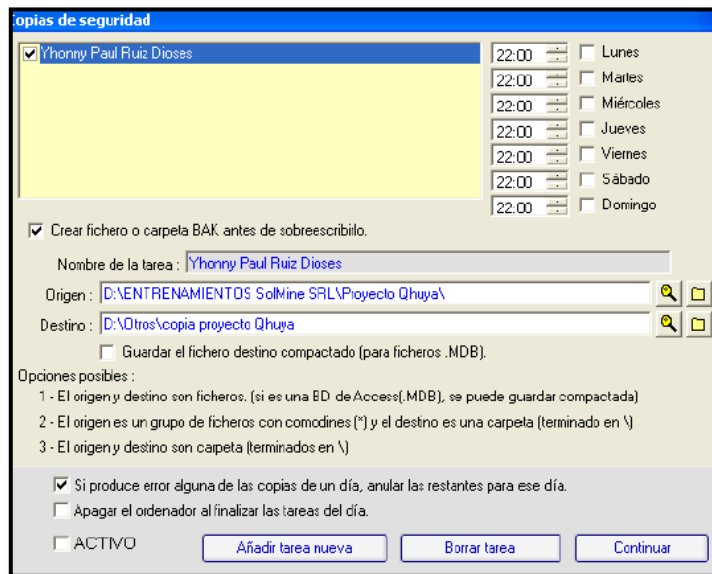 opias de seguridad
Yhonny Paul Ruiz Dioses
22:00 Lunes
22:00 Martes
22:00 Miércoles
22:00 Jueves
22:00 Viernes
22:00 Sábado
22:00 Domingo
Crear fichero o carpeta BAK antes de sobreescribilo.
Nombre de la tarea : Yhonny Paul Ruiz Dioses
Origen : D:\ENTRENAMIENTOS SolMine SRL\Proyecto Qhuya\
Destino : D:\Otros\copia proyecto Qhuya
Guardar el fichero destino compactado (para ficheros .MDB).
Opciones posibles :
1 - El origen y destino son ficheros. (si es una BD de Access(.MDB), se puede guardar compactada)
2 - El origen es un grupo de ficheros con comodines (*) y el destino es una carpeta (terminado en \)
3 - El origen y destino son carpeta (terminados en \)
Si produce error alguna de las copias de un día, anular las restantes para ese día.
Apagar el ordenador al finalizar las tareas del día.
ACTIVO Añadir tarea nueva Borrar tarea Continuar